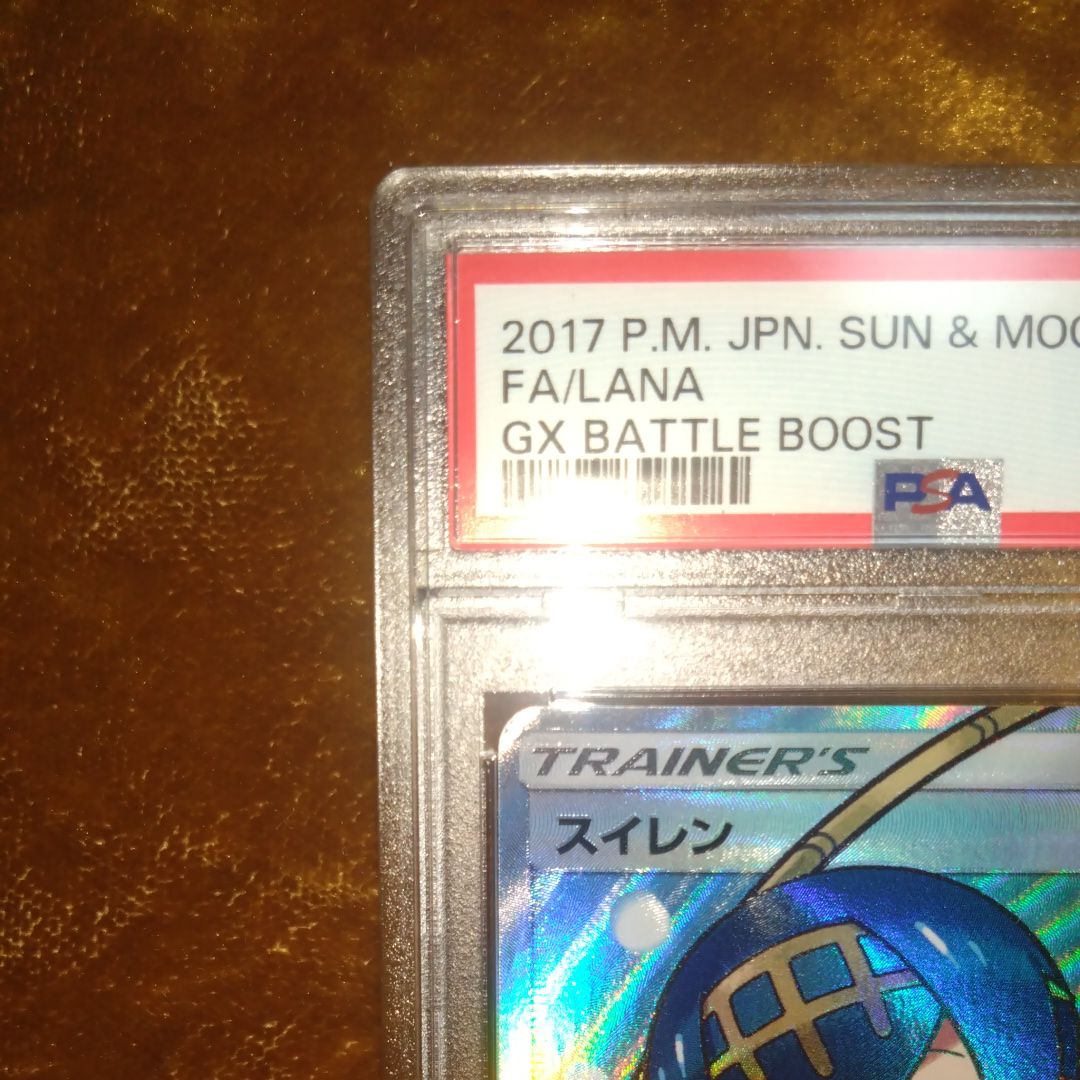 2017 P.M. JPN. SUN & MOO
FA/LANA
GX BATTLE BOOST
PSA
TRAINER'S
スイレン